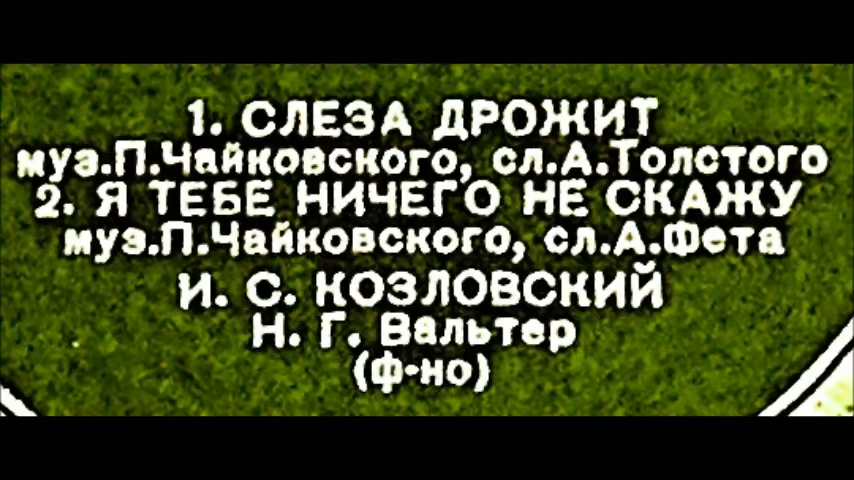 1. СЛЕЗА ДРОЖИТ
муз.П.Чайковского, сл.А.Толстого
2. Я ТЕБЕ НИЧЕГО НЕ СКАЖУ
муз.П.Чайковского, сл.А.Фета
И. С. КОЗЛОВСКИЙ
Н. Г. Вальтер
(ф-но)